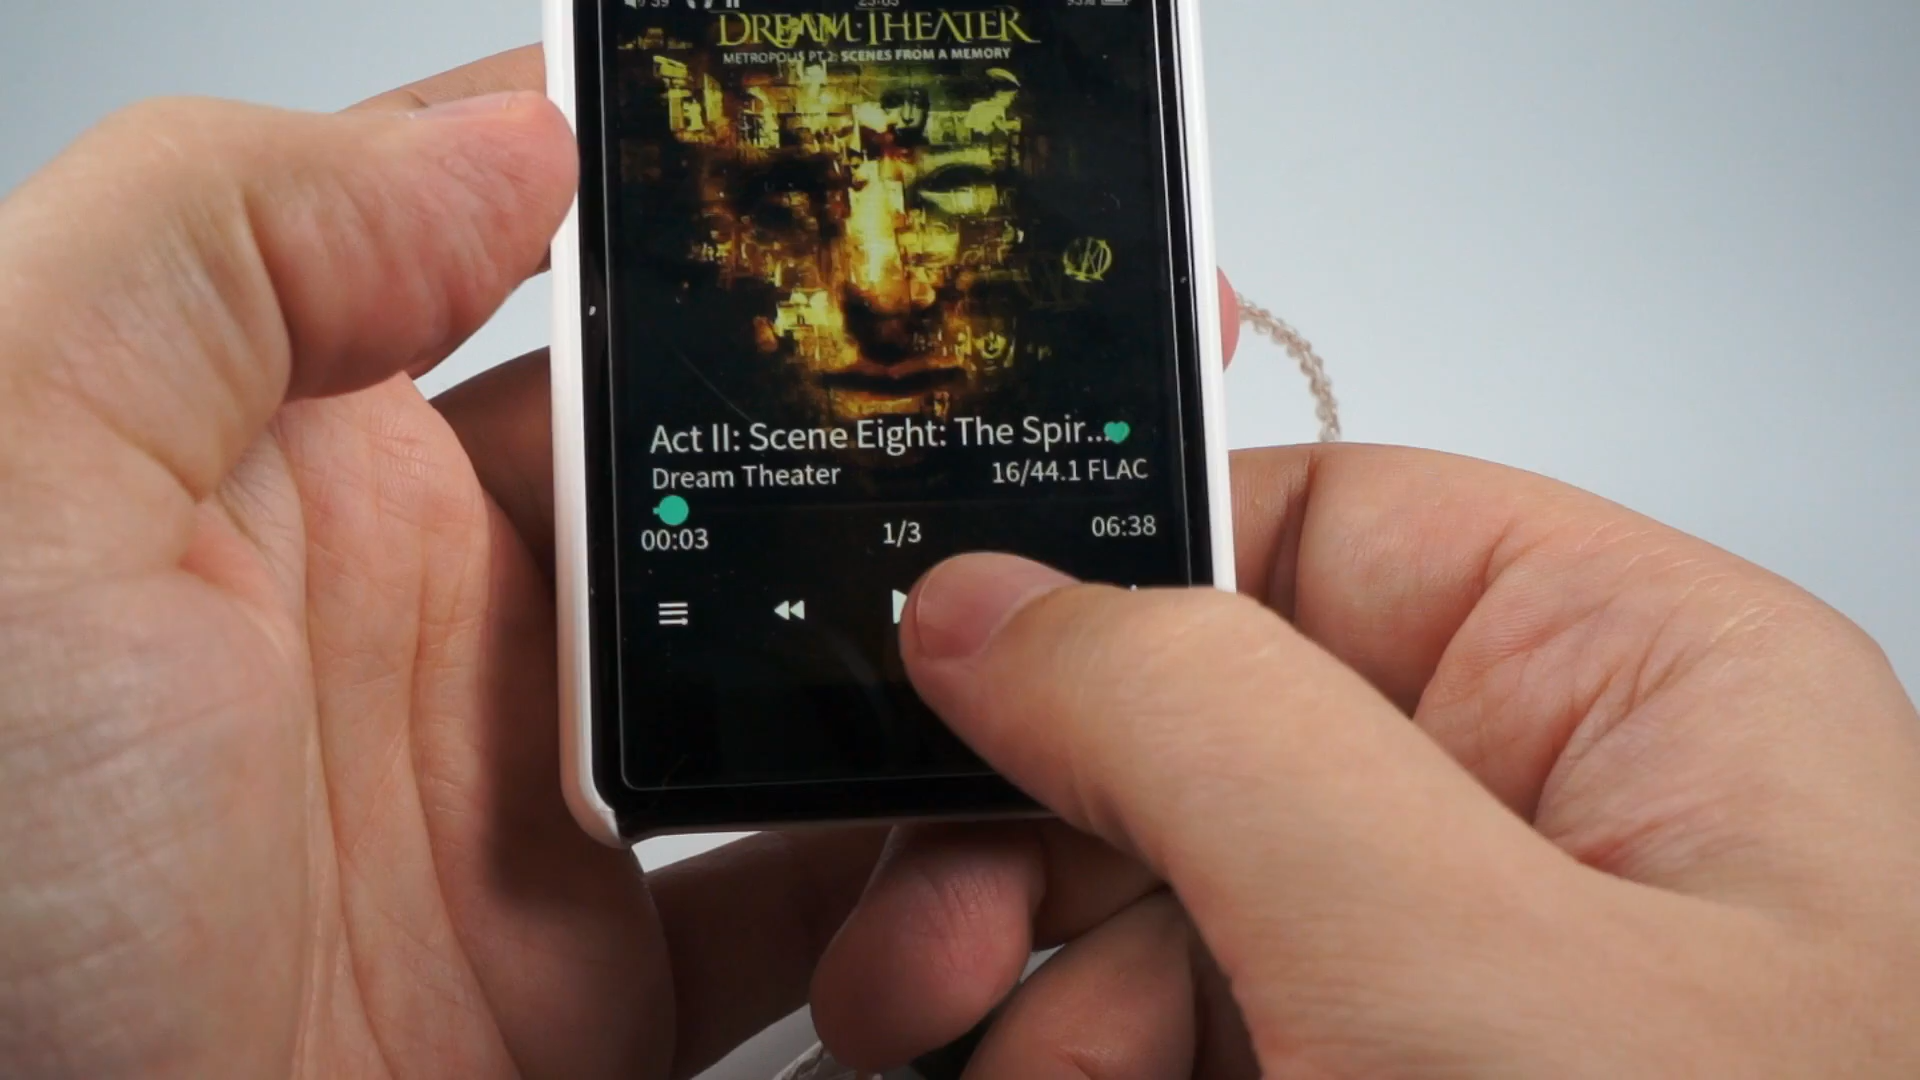 39
DREAM THEATER
METROPOLIS PT.2: SCENES FROM A MEMORY
Act II: Scene Eight: The Spir...
Dream Theater 16/44.1 FLAC
00:03 1/3 06:38